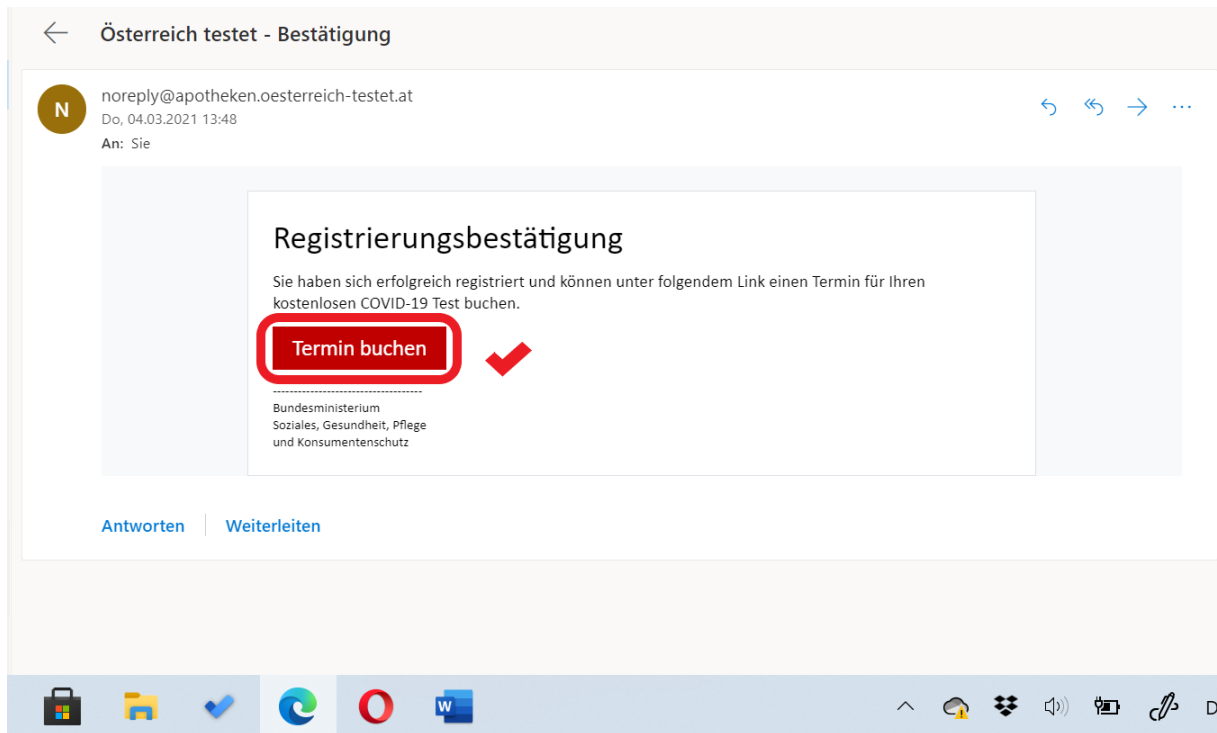 Österreich testet - Bestätigung
N
noreply@apotheken.oesterreich-testet.at
Do, 04.03.2021 13:48
An: Sie
Registrierungsbestätigung
Sie haben sich erfolgreich registriert und können unter folgendem Link einen Termin für Ihren
kostenlosen COVID-19 Test buchen.
Termin buchen
------------------------------------
Bundesministerium
Soziales, Gesundheit, Pflege
und Konsumentenschutz
Antworten
Weiterleiten
W
D